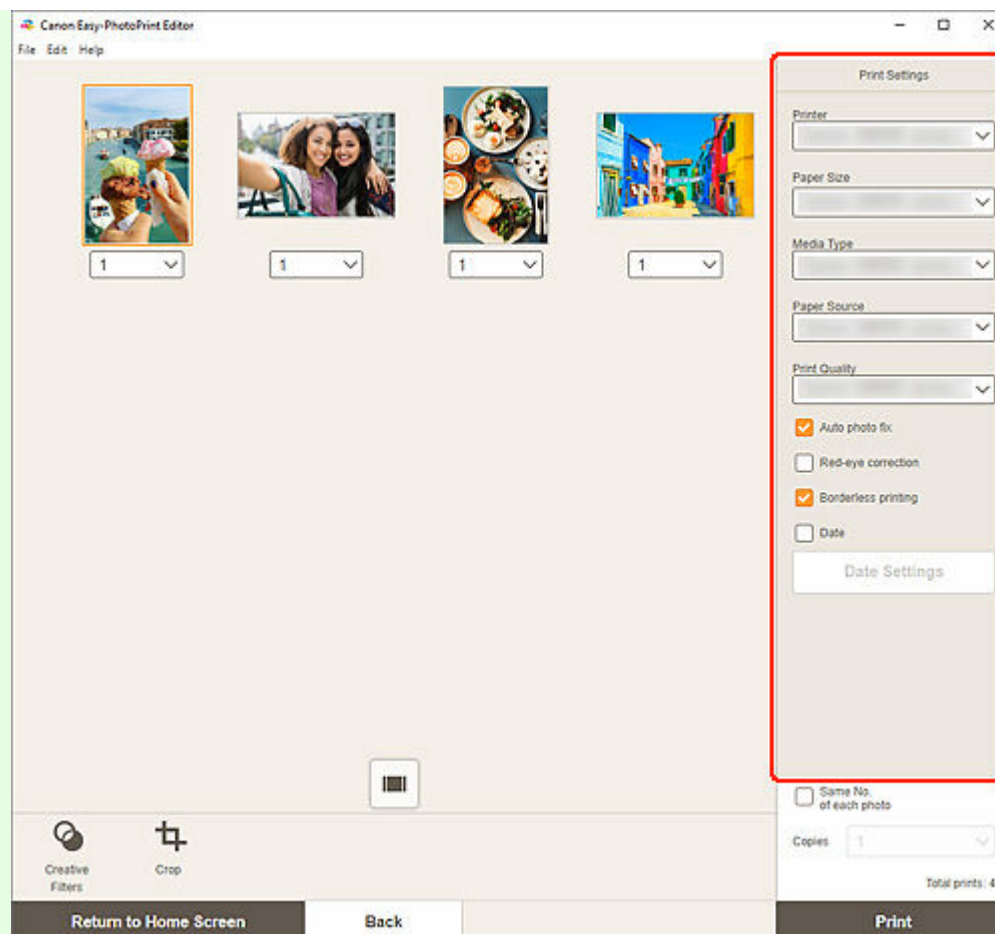 Canon Easy-PhotoPrint Editor
File Edit Help
Print Settings
Printer
Paper Size
1 1 1 1
Media Type
Paper Source
Print Quality
Auto photo fix
Red-eye correction
Borderless printing
Date
Date Settings
Same No.
of each photo
Copies 1
Creative
Filters
Crop
Total prints: 4
Return to Home Screen Back Print